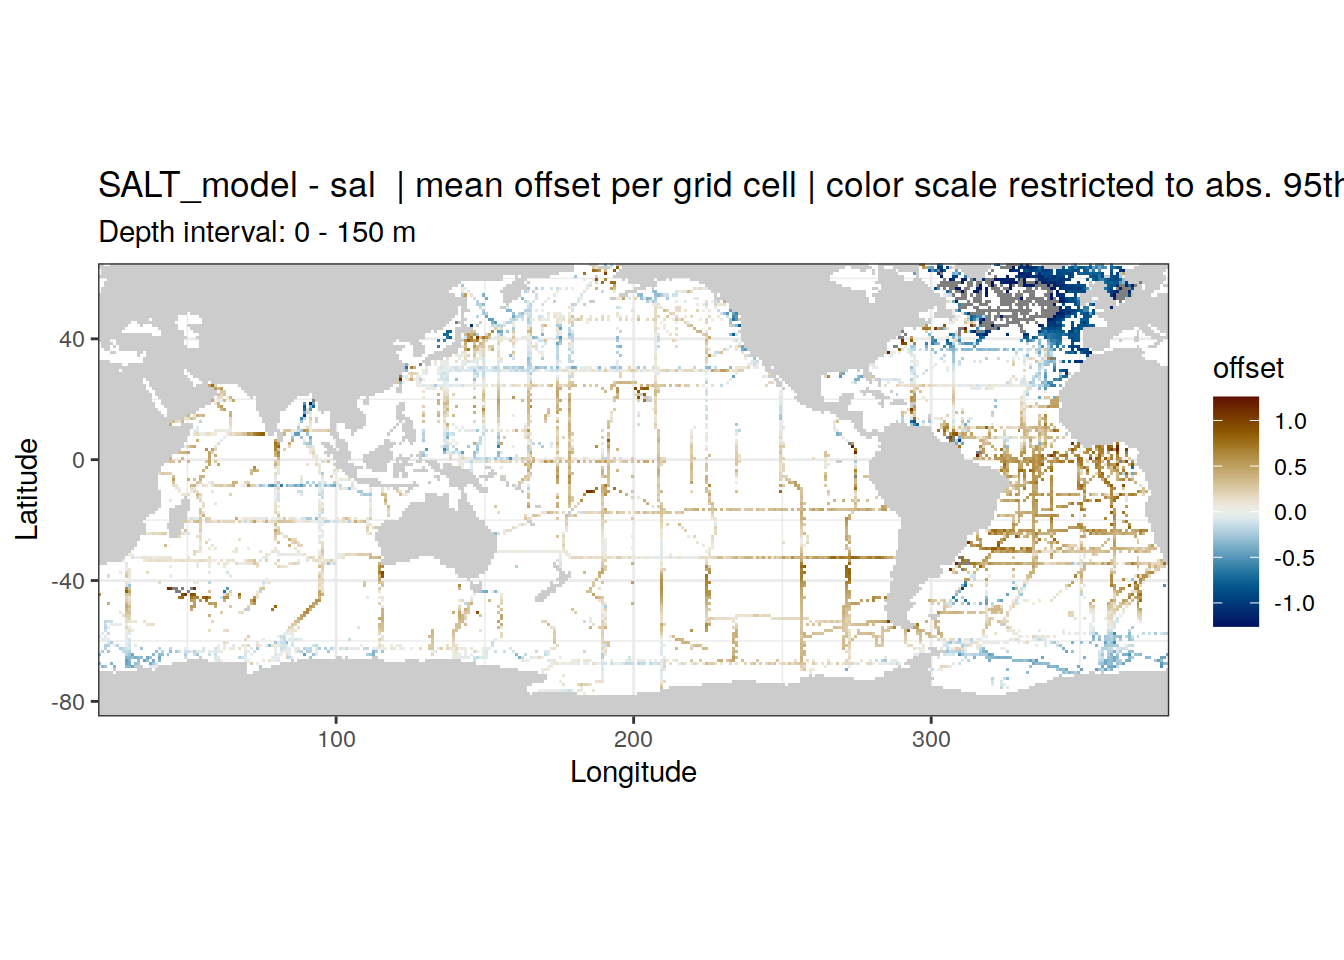 SALT_model - sal | mean offset per grid cell | color scale restricted to abs. 95th
Depth interval: 0 - 150 m
40
0
-40
-80
Latitude
100
200
300
Longitude
offset
1.0
0.5
0.0
-0.5
-1.0